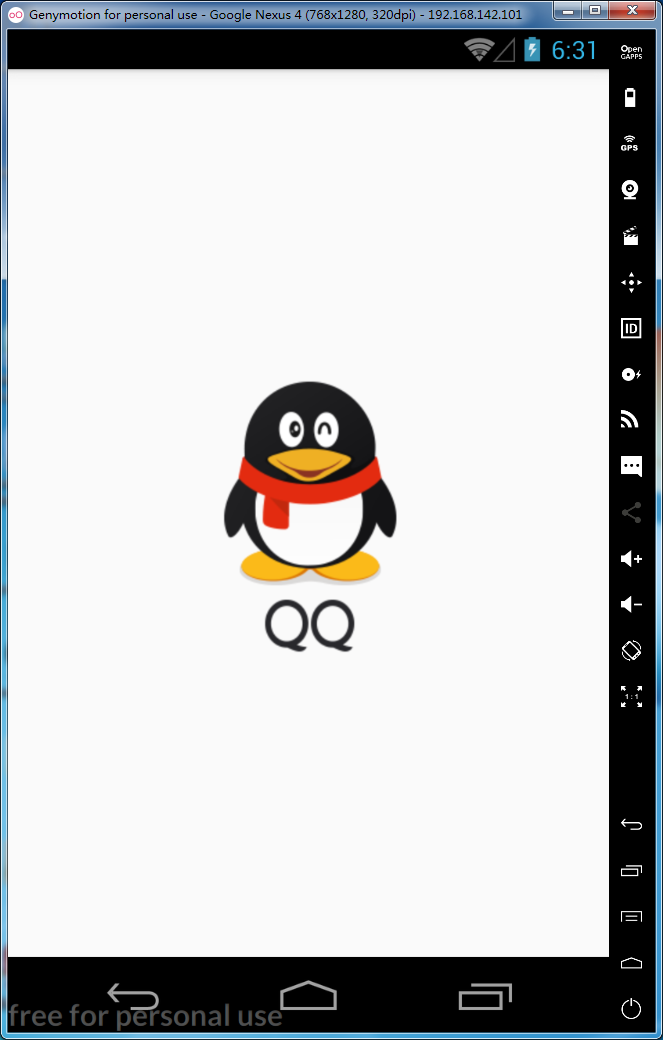 Genymotion for personal use - Google Nexus 4 (768x1280, 320dpi) - 192.168.142.101
6:31
Open
GAPPS
GPS
ID
QQ
1:1
free for personal use